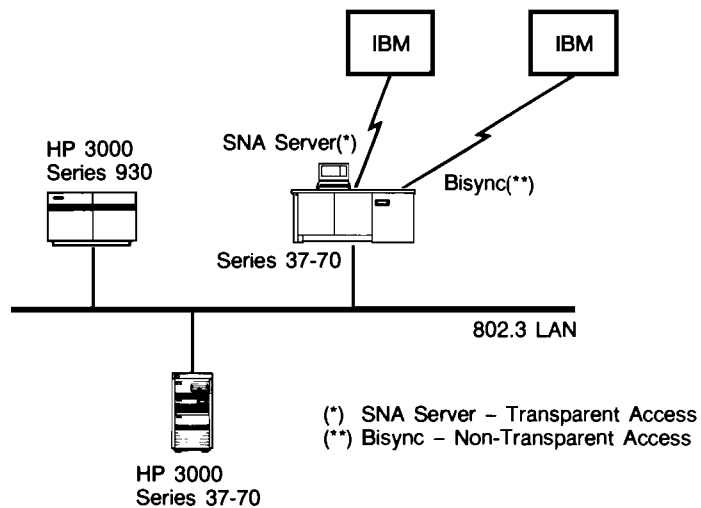 IBM
IBM
SNA Server(*)
HP 3000
Series 930
Bisync(**)
Series 37-70
802.3 LAN
(*) SNA Server – Transparent Access
(**) Bisync – Non-Transparent Access
HP 3000
Series 37-70